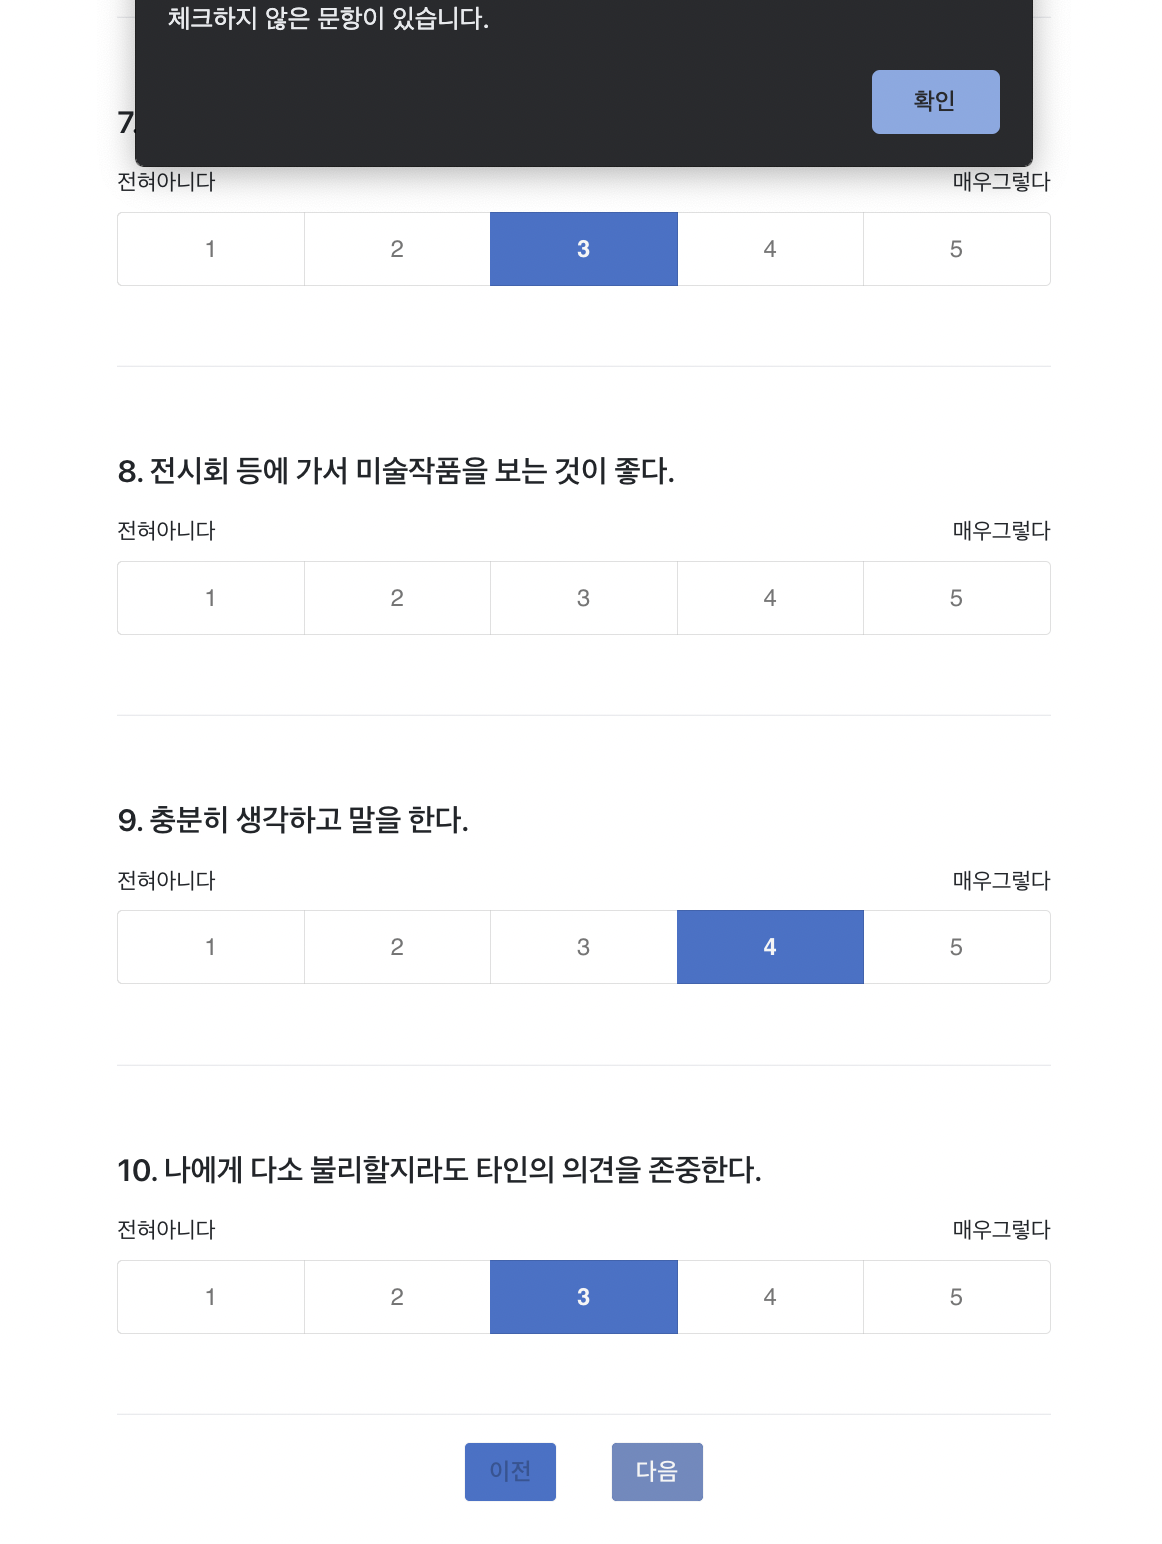 체크하지 않은 문항이 있습니다.
확인
7.
전혀아니다 매우그렇다
1 2 3 4 5
8. 전시회 등에 가서 미술작품을 보는 것이 좋다.
전혀아니다 매우그렇다
1 2 3 4 5
9. 충분히 생각하고 말을 한다.
전혀아니다 매우그렇다
1 2 3 4 5
10. 나에게 다소 불리할지라도 타인의 의견을 존중한다.
전혀아니다 매우그렇다
1 2 3 4 5
이전 다음